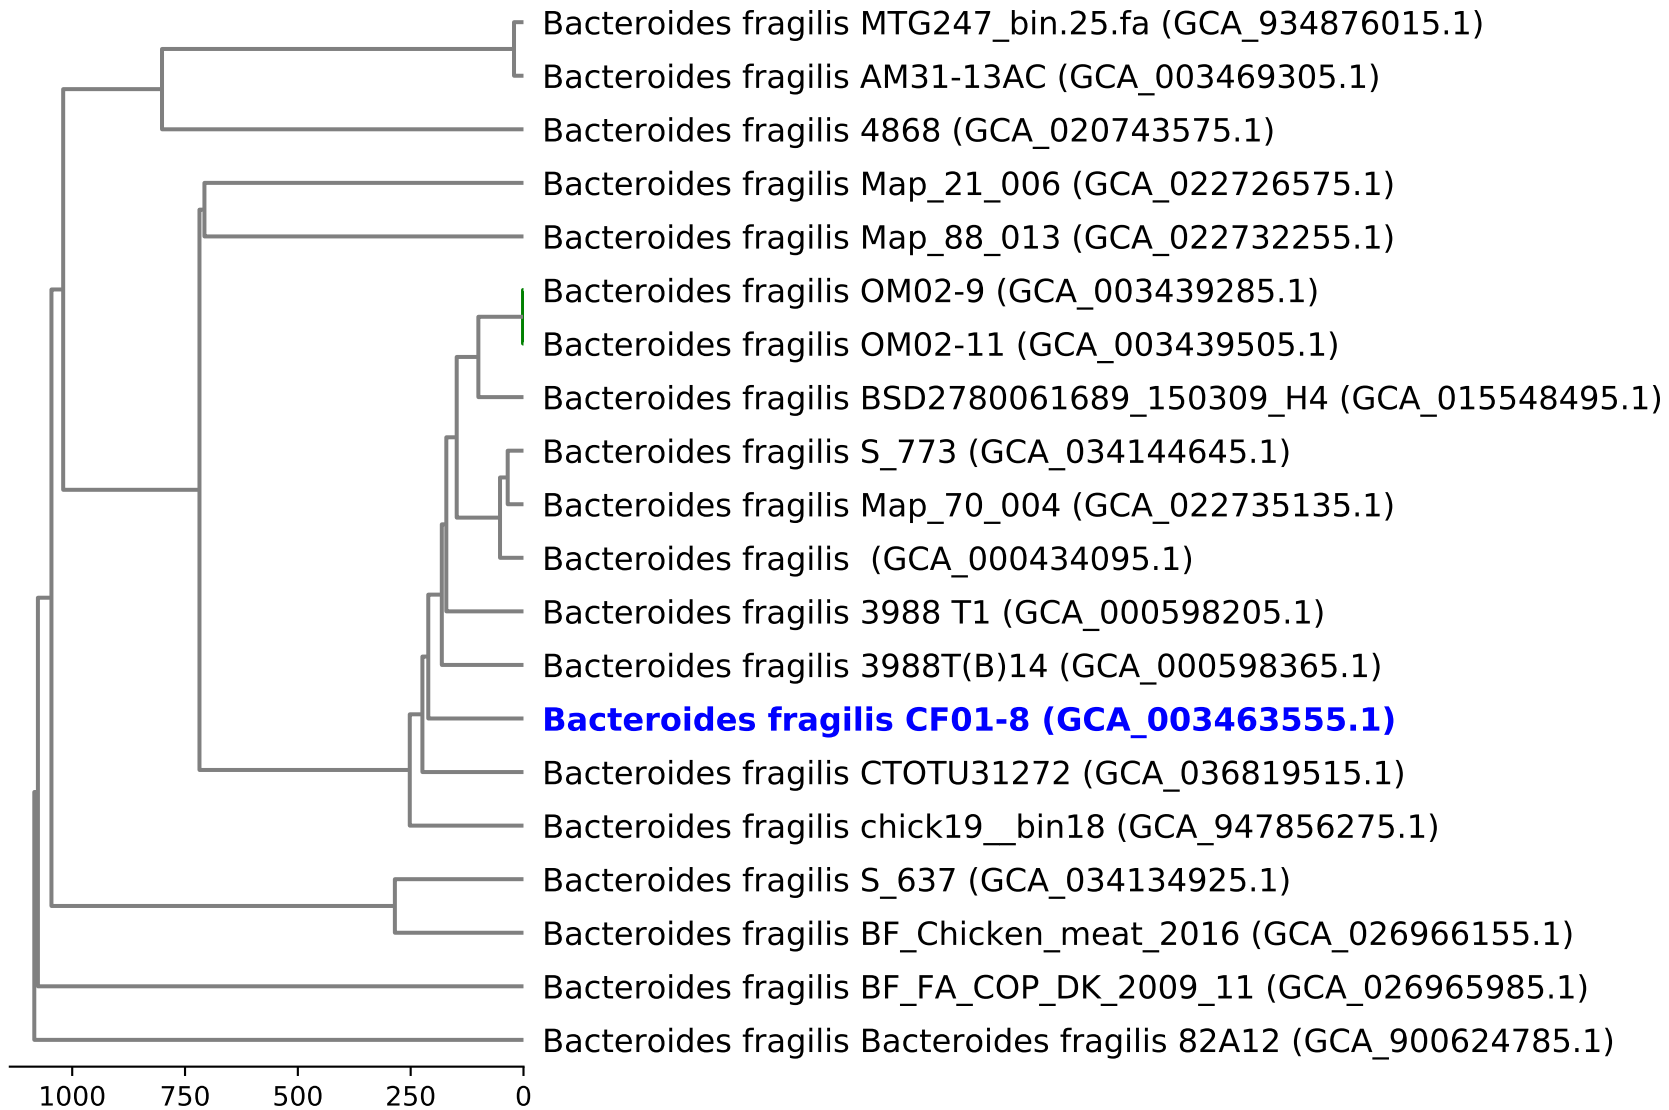 Bacteroides fragilis MTG247_bin.25.fa (GCA_934876015.1)
Bacteroides fragilis AM31-13AC (GCA_003469305.1)
Bacteroides fragilis 4868 (GCA_020743575.1)
Bacteroides fragilis Map_21_006 (GCA_022726575.1)
Bacteroides fragilis Map_88_013 (GCA_022732255.1)
Bacteroides fragilis OM02-9 (GCA_003439285.1)
Bacteroides fragilis OM02-11 (GCA_003439505.1)
Bacteroides fragilis BSD2780061689_150309_H4 (GCA_015548495.1)
Bacteroides fragilis S_773 (GCA_034144645.1)
Bacteroides fragilis Map_70_004 (GCA_022735135.1)
Bacteroides fragilis  (GCA_000434095.1)
Bacteroides fragilis 3988 T1 (GCA_000598205.1)
Bacteroides fragilis 3988T(B)14 (GCA_000598365.1)
Bacteroides fragilis CF01-8 (GCA_003463555.1)
Bacteroides fragilis CTOTU31272 (GCA_036819515.1)
Bacteroides fragilis chick19__bin18 (GCA_947856275.1)
Bacteroides fragilis S_637 (GCA_034134925.1)
Bacteroides fragilis BF_Chicken_meat_2016 (GCA_026966155.1)
Bacteroides fragilis BF_FA_COP_DK_2009_11 (GCA_026965985.1)
Bacteroides fragilis Bacteroides fragilis 82A12 (GCA_900624785.1)
1000 750 500 250 0